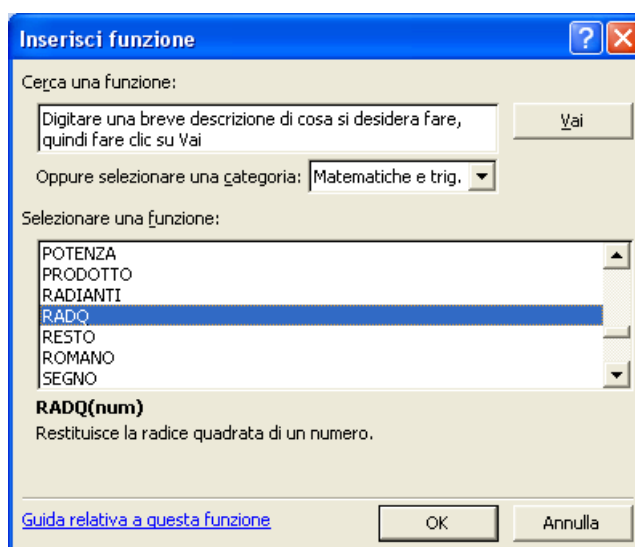 Inserisci funzione
Cerca una funzione:
Digitare una breve descrizione di cosa si desidera fare,
quindi fare clic su Vai
Vai
Oppure selezionare una categoria: Matematiche e trig.
Selezionare una funzione:
POTENZA
PRODOTTO
RADIANTI
RADQ
RESTO
ROMANO
SEGNO
RADQ(num)
Restituisce la radice quadrata di un numero.
Guida relativa a questa funzione
OK
Annulla